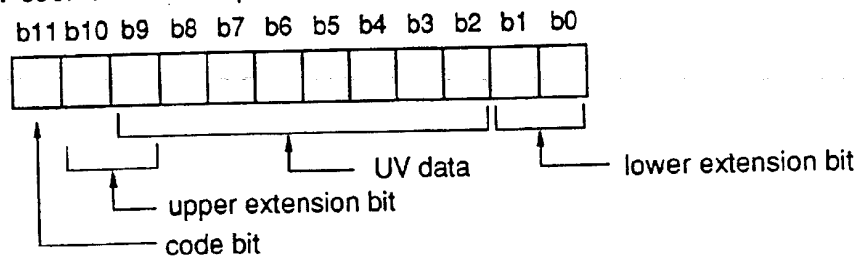 b11 b10 b9 b8 b7 b6 b5 b4 b3 b2 b1 b0
UV data
lower extension bit
upper extension bit
code bit